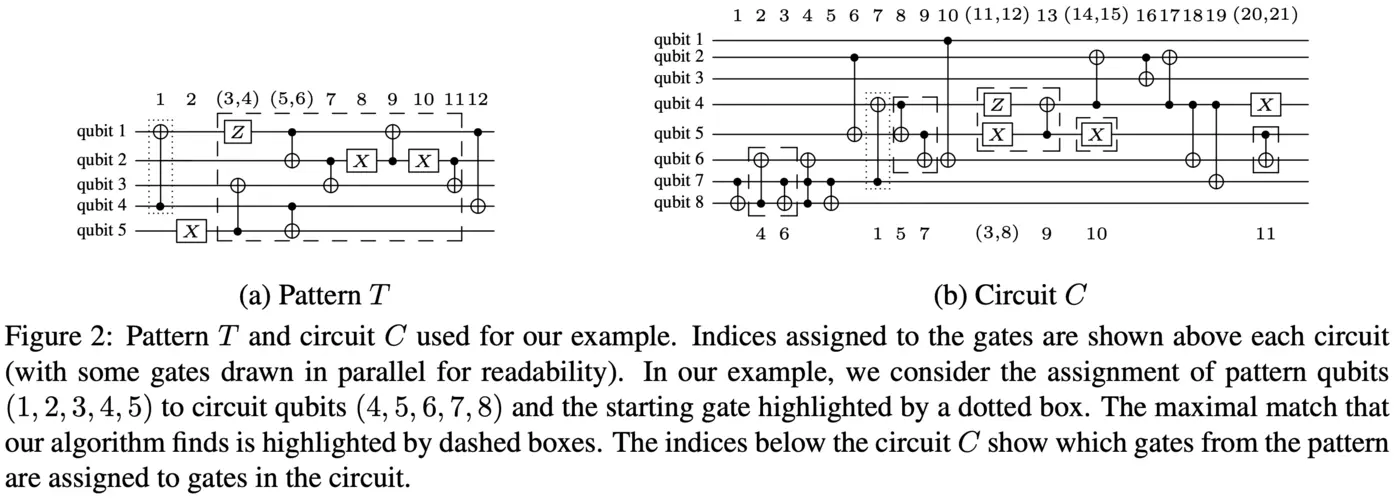 1 2 3 4 5 6 7 8 9 10 (11,12) 13 (14,15) 16 17 18 19 (20,21)
qubit 1
qubit 2
qubit 3
qubit 4 Z X
qubit 5 X X
qubit 6
qubit 7
qubit 8
4 6 1 5 7 (3,8) 9 10 11
1 2 (3,4) (5,6) 7 8 9 10 11 12
qubit 1 Z
qubit 2 X X
qubit 3
qubit 4
qubit 5 X
(a) Pattern T
(b) Circuit C
Figure 2: Pattern T and circuit C used for our example. Indices assigned to the gates are shown above each circuit
(with some gates drawn in parallel for readability). In our example, we consider the assignment of pattern qubits
(1, 2, 3, 4, 5) to circuit qubits (4, 5, 6, 7, 8) and the starting gate highlighted by a dotted box. The maximal match that
our algorithm finds is highlighted by dashed boxes. The indices below the circuit C show which gates from the pattern
are assigned to gates in the circuit.